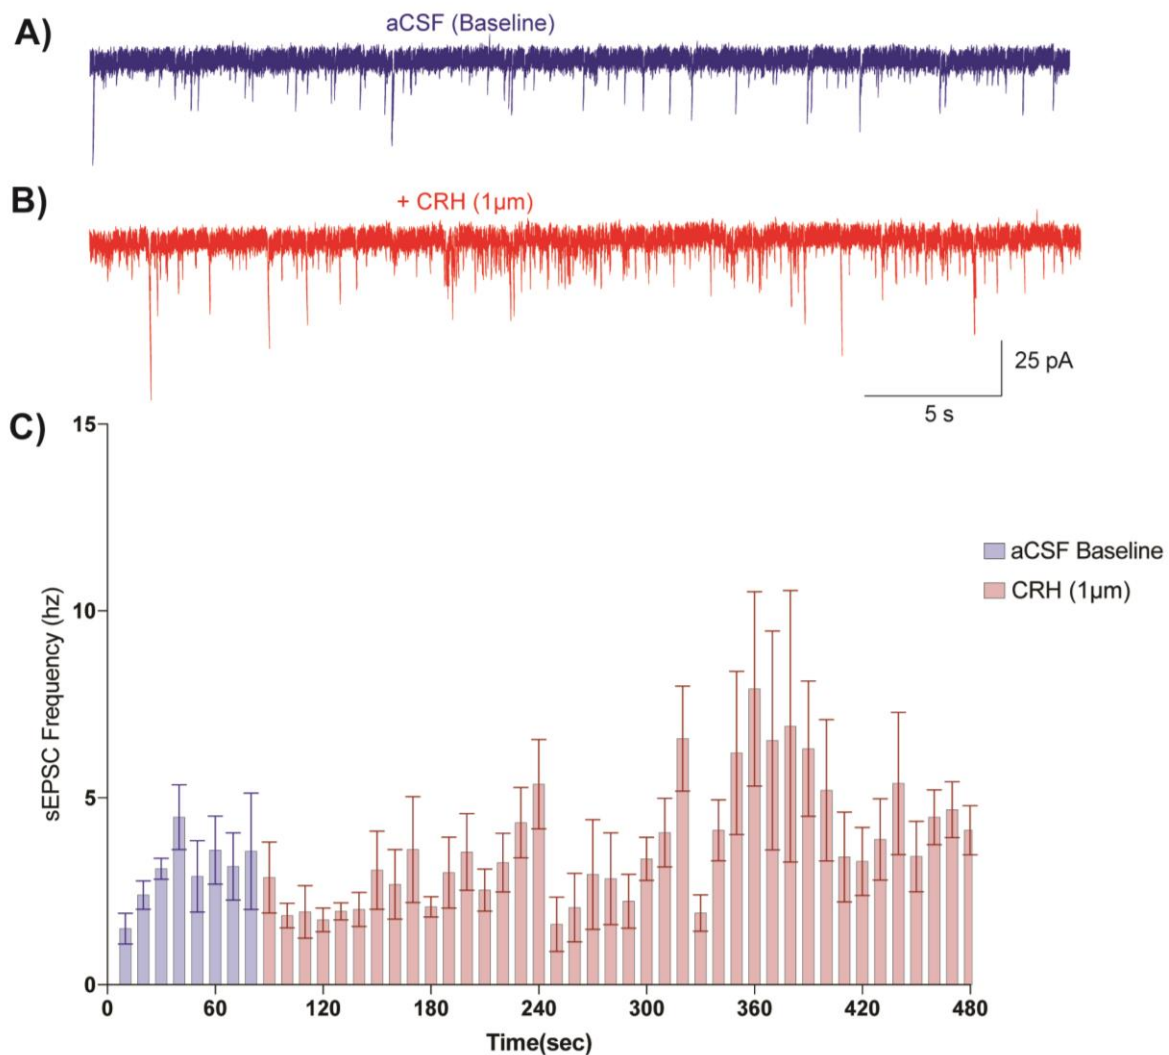 A)
aCSF (Baseline)
B)
+ CRH (1µm)
25 pA
5 s
C)
15
10
5
0
sEPSC Frequency (hz)
aCSF Baseline
CRH (1µm)
0 60 120 180 240 300 360 420 480
Time(sec)